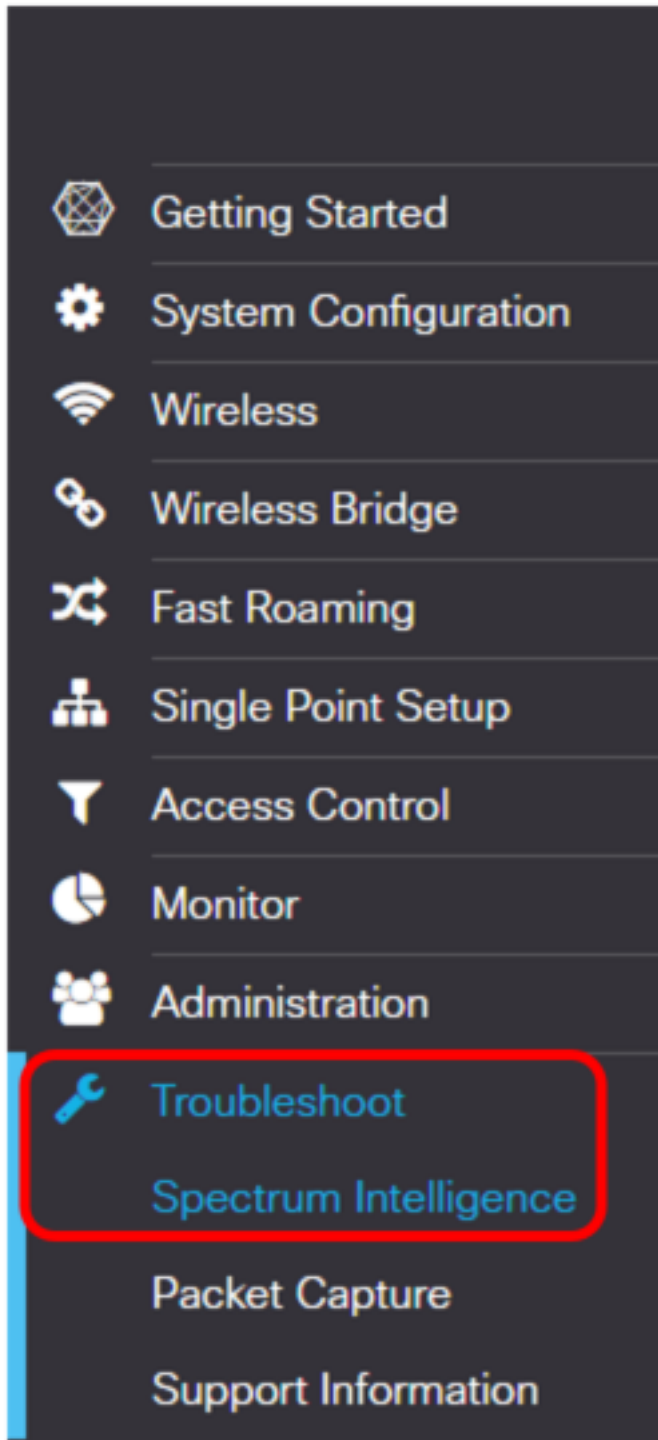 Getting Started
System Configuration
Wireless
Wireless Bridge
Fast Roaming
Single Point Setup
Access Control
Monitor
Administration
Troubleshoot
Spectrum Intelligence
Packet Capture
Support Information